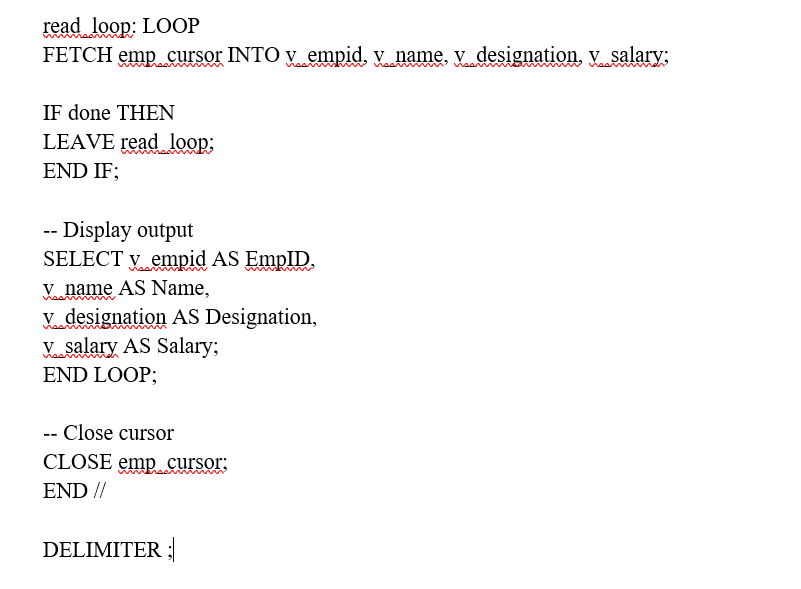 read_loop: LOOP
FETCH emp_cursor INTO v_empid, v_name, v_designation, v_salary;
IF done THEN
LEAVE read_loop;
END IF;
-- Display output
SELECT v_empid AS EmpID,
v_name AS Name,
v_designation AS Designation,
v_salary AS Salary;
END LOOP;
-- Close cursor
CLOSE emp_cursor;
END //
DELIMITER ;